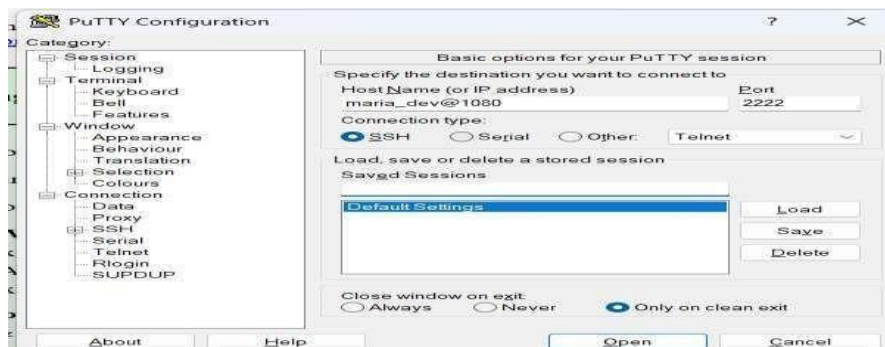 PuTTY Configuration
?
Category:
Session
Logging
Terminal
Keyboard
Bell
Features
Window
Appearance
Behaviour
Translation
Selection
Colours
Connection
Data
Proxy
SSH
Serial
Telnet
Rlogin
SUPDUP
Basic options for your PuTTY session
Specify the destination you want to connect to
Host Name (or IP address) Port
maria_dev@1080 2222
Connection type:
SSH Serial Other: Telnet
Load, save or delete a stored session
Saved Sessions
Default Settings
Load
Save
Delete
Close window on exit:
Always Never Only on clean exit
About Help Open Cancel